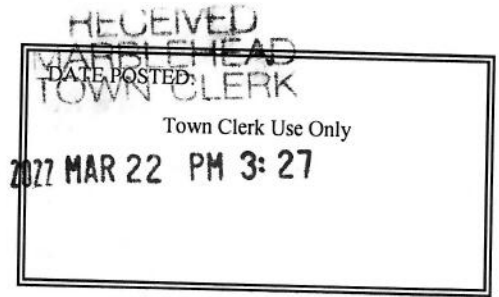 RECEIVED
MARBLEHEAD
DATE POSTED:
TOWN CLERK
Town Clerk Use Only
2022 MAR 22 PM 3: 27